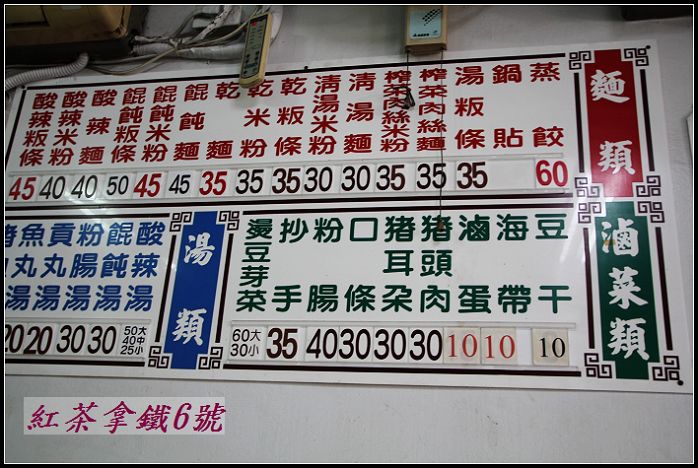 麵類
蒸餃 60
鍋貼
湯粄條 35
榨菜肉絲麵 35
榨菜肉絲米粉 35
清湯麵 30
清湯米粉 30
乾粄條 35
乾米粉 35
乾麵 35
餛飩麵 45
餛飩米粉 45
餛飩粄條 50
酸辣麵 40
酸辣米粉 40
酸辣粄條 45
滷菜類
豆干 10
海帶 10
滷蛋 10
猪頭肉 30
猪耳朶 30
口條 30
粉腸 40
抄手 35
燙豆芽菜 60大 30小
湯類
酸辣湯 50大 40中 25小
餛飩湯 30
粉腸湯 30
貢丸湯 20
魚丸湯 20
湯
紅茶拿鐵6號